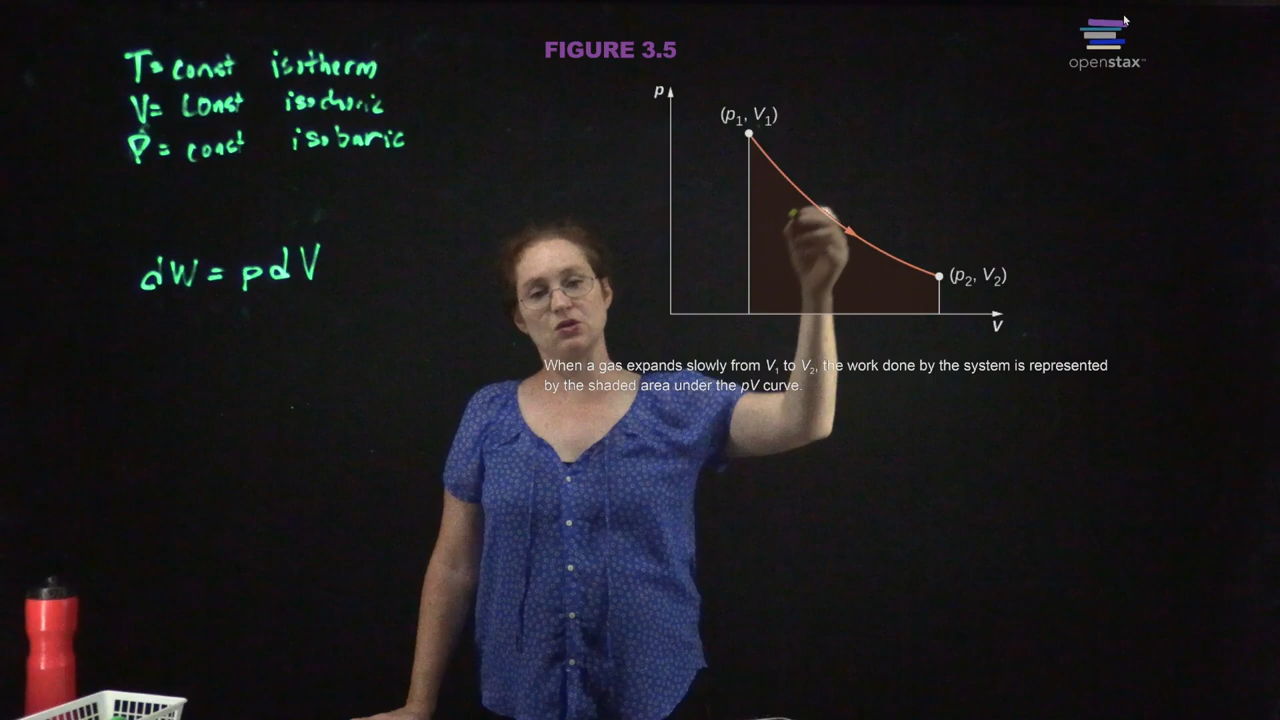 T = const isotherm
V = const isochoric
P = const isobaric
dW = pdV
FIGURE 3.5
openstax™
p
(p₁, V₁)
(p₂, V₂)
V
When a gas expands slowly from V₁ to V₂, the work done by the system is represented
by the shaded area under the pV curve.